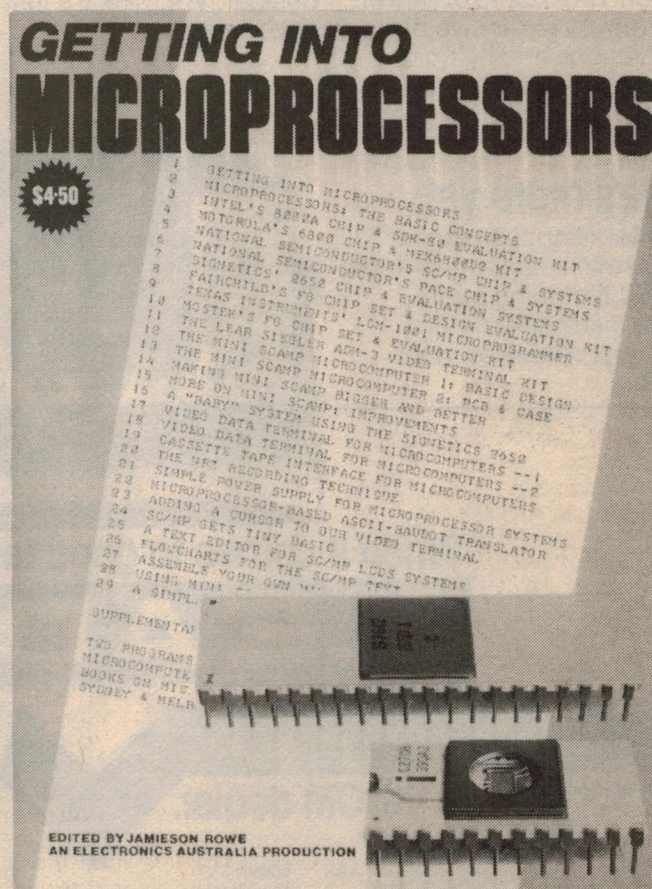 GETTING INTO
MICROPROCESSORS
$4·50
1 GETTING INTO MICROPROCESSORS
2 MICROPROCESSORS: THE BASIC CONCEPTS
3 INTEL'S 8080A CHIP & SDK-80 EVALUATION KIT
4 MOTOROLA'S 6800 CHIP & MEK6800D2 KIT
5 NATIONAL SEMICONDUCTOR'S SC/MP CHIP & SYSTEMS
6 NATIONAL SEMICONDUCTOR'S PACE CHIP & SYSTEMS
7 SIGNETICS' 2650 CHIP & EVALUATION SYSTEMS
8 FAIRCHILD'S F8 CHIP SET & DESIGN EVALUATION KIT
9 TEXAS INSTRUMENTS' LCM-1001 MICROPROGRAMMER
10 MOSTEK'S F8 CHIP SET & EVALUATION KIT
11 THE LEAR SIEGLER ADM-3 VIDEO TERMINAL KIT
12 THE MINI SCAMP MICROCOMPUTER 1: BASIC DESIGN
13 THE MINI SCAMP MICROCOMPUTER 2: PCB & CASE
14 MAKING MINI SCAMP BIGGER AND BETTER
15 MORE ON MINI SCAMP: IMPROVEMENTS
16 A "BABY" SYSTEM USING THE SIGNETICS 2650
17 VIDEO DATA TERMINAL FOR MICROCOMPUTERS --1
18 VIDEO DATA TERMINAL FOR MICROCOMPUTERS --2
19 CASSETTE TAPE INTERFACE FOR MICROCOMPUTERS
20 THE RECORDING TECHNIQUE
21 SIMPLE POWER SUPPLY FOR MICROPROCESSOR SYSTEMS
22 MICROPROCESSOR-BASED ASCII-BAUDOT TRANSLATOR
23 ADDING A CURSOR TO OUR VIDEO TERMINAL
24 SC/MP GETS TINY BASIC
25 A TEXT EDITOR FOR SC/MP LCDS SYSTEMS
26 FLOWCHARTS FOR THE SC/MP TEXT
27 ASSEMBLE YOUR OWN
28 USING MINI
29 A SIMPL
SUPPLEMENTA
TWO PROGRAMS
MICROCOMPUTE
BOOKS ON MI
SYDNEY & MELB
EDITED BY JAMIESON ROWE
AN ELECTRONICS AUSTRALIA PRODUCTION